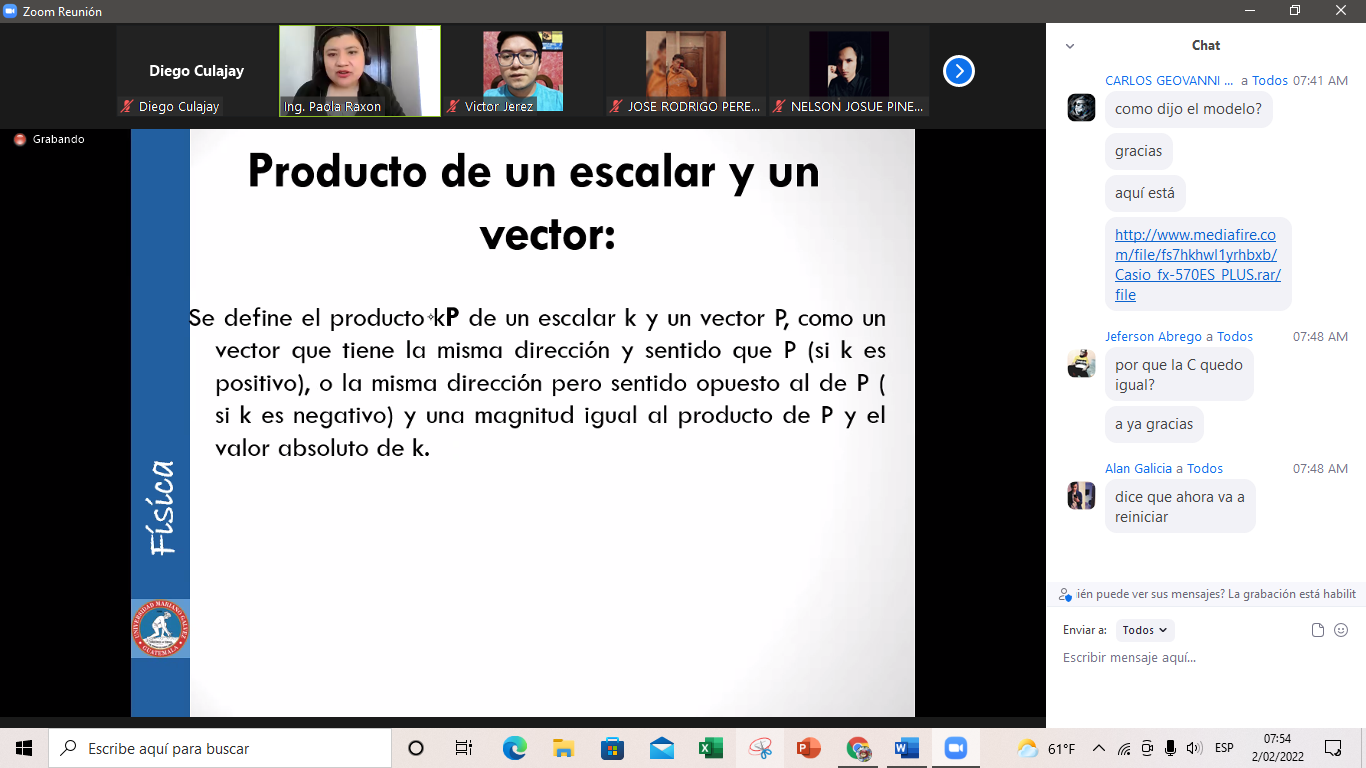 Zoom Reunión
Diego Culajay
Diego Culajay
Ing. Paola Raxon
Victor Jerez
JOSE RODRIGO PERE...
NELSON JOSUE PINE...
Grabando
Producto de un escalar y un
vector:
Se define el producto kP de un escalar k y un vector P, como un
vector que tiene la misma dirección y sentido que P (si k es
positivo), o la misma dirección pero sentido opuesto al de P (
si k es negativo) y una magnitud igual al producto de P y el
valor absoluto de k.
Física
UNIVERSIDAD MARIANO GALVEZ
GUATEMALA
Chat
CARLOS GEOVANNI ... a Todos 07:41 AM
como dijo el modelo?
gracias
aquí está
http://www.mediafire.co
m/file/fs7hkhwl1yrhbxb/
Casio_fx-570ES_PLUS.rar/
file
Jeferson Abrego a Todos 07:48 AM
por que la C quedo
igual?
a ya gracias
Alan Galicia a Todos 07:48 AM
dice que ahora va a
reiniciar
ién puede ver sus mensajes? La grabación está habilit
Enviar a: Todos
Escribir mensaje aquí...
Escribe aquí para buscar
61°F
ESP
07:54
2/02/2022